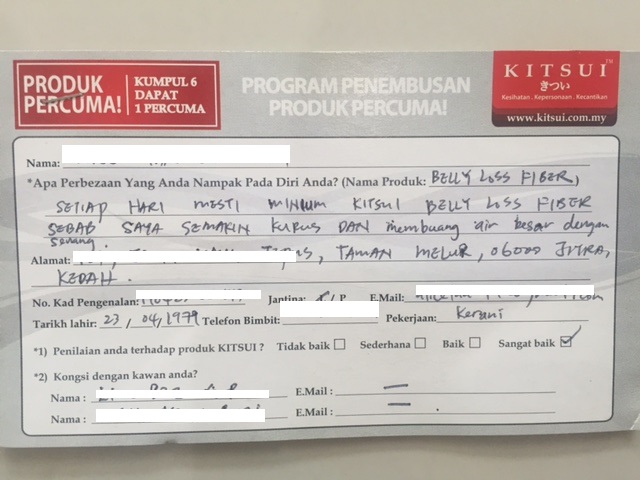 PRODUK PERCUMA!
KUMPUL 6 DAPAT 1 PERCUMA
PROGRAM PENEMBUSAN
PRODUK PERCUMA!
KITSUI™
きつい
Kesihatan . Kepersonaan . Kecantikan
www.kitsui.com.my
Nama:
*Apa Perbezaan Yang Anda Nampak Pada Diri Anda? (Nama Produk: BELLY LOSS FIBER)
SETIAP HARI MESTI MINIUM KITSUI BELLY LOSS FIBER
SEBAB SAYA SEMAKIN KURUS DAN membuang air besar dengan
senang.
Alamat: TAMAN MELUR, 06000 JITRA,
KEDAH.
No. Kad Pengenalan: Jantina: / P E.Mail:
Tarikh lahir: 23/04/1979 Telefon Bimbit: Pekerjaan: Kerani
*1) Penilaian anda terhadap produk KITSUI ? Tidak baik Sederhana Baik Sangat baik
*2) Kongsi dengan kawan anda?
Nama : E.Mail : —
Nama : E.Mail : —